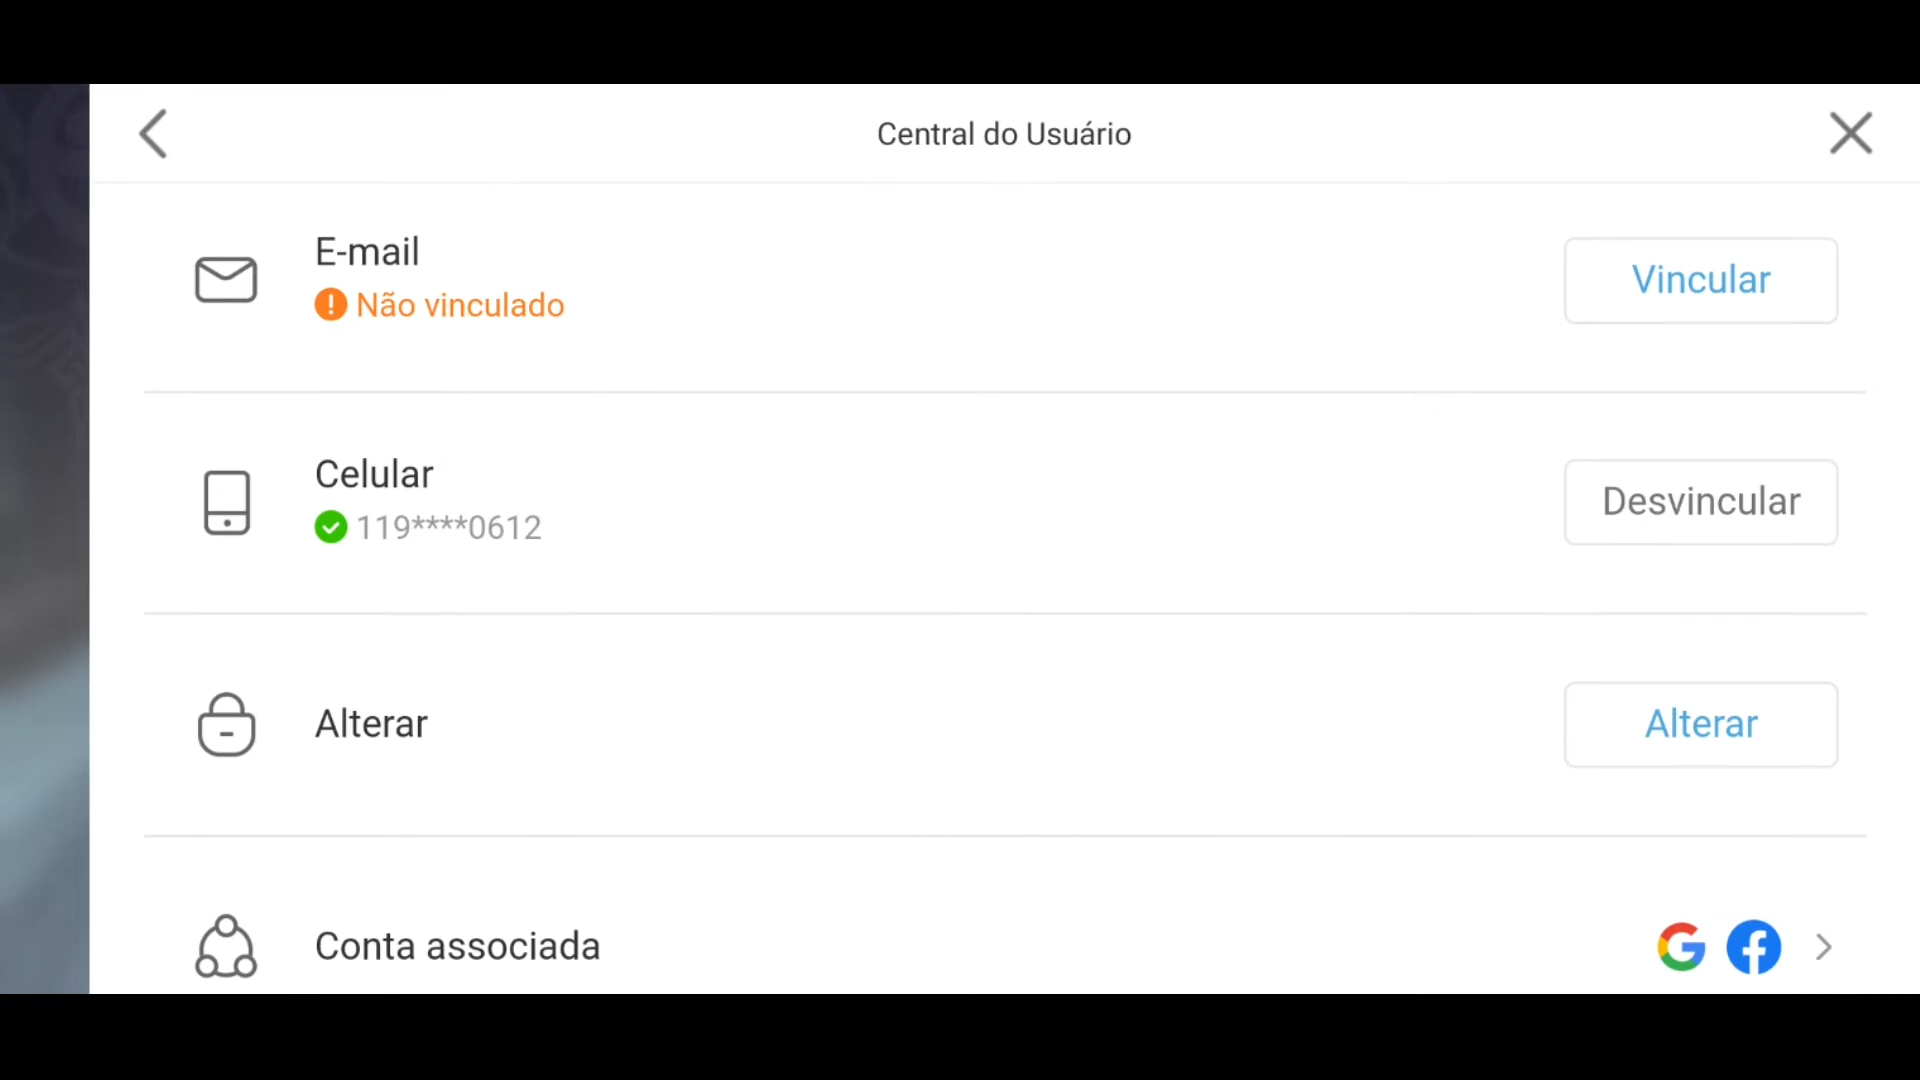 Central do Usuário
E-mail
Não vinculado
Vincular
Celular
119****0612
Desvincular
Alterar
Alterar
Conta associada